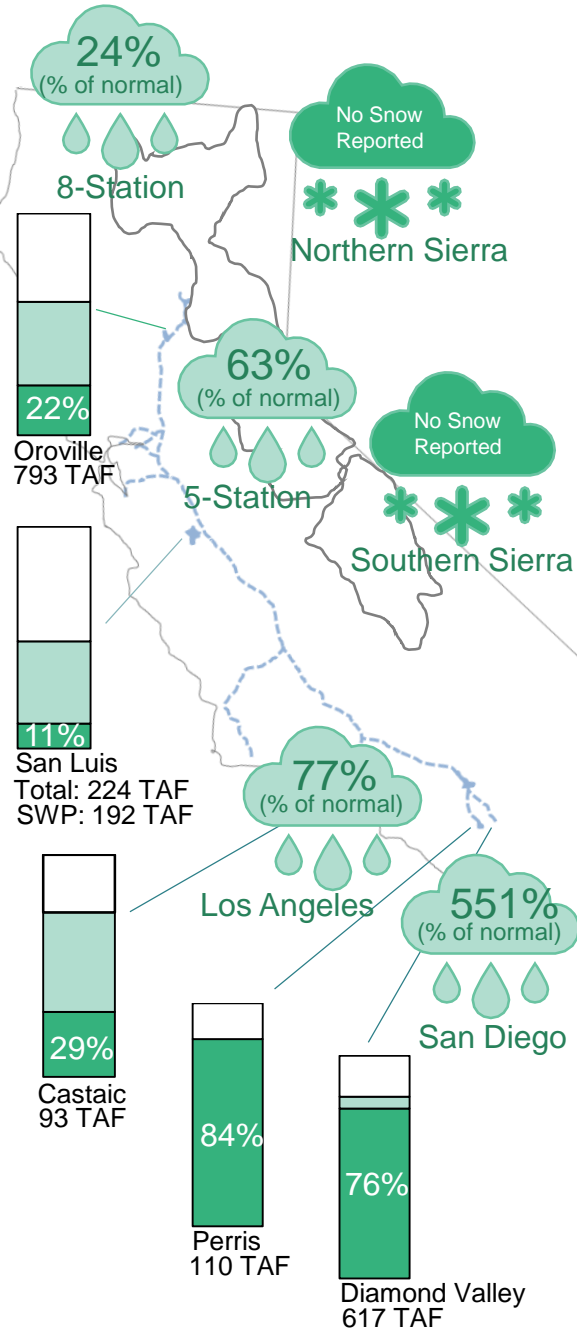 24%
(% of normal)
8-Station
No Snow
Reported
Northern Sierra
22%
Oroville
793 TAF
63%
(% of normal)
5-Station
No Snow
Reported
Southern Sierra
11%
San Luis
Total: 224 TAF
SWP: 192 TAF
77%
(% of normal)
Los Angeles
551%
(% of normal)
San Diego
29%
Castaic
93 TAF
84%
Perris
110 TAF
76%
Diamond Valley
617 TAF